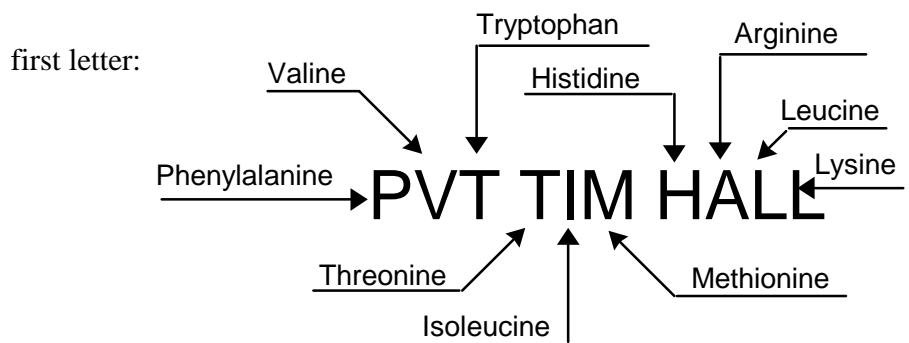 Tryptophan
Arginine
first letter:
Valine
Histidine
Leucine
Phenylalanine
PVT TIM HALL
Lysine
Threonine
Methionine
Isoleucine